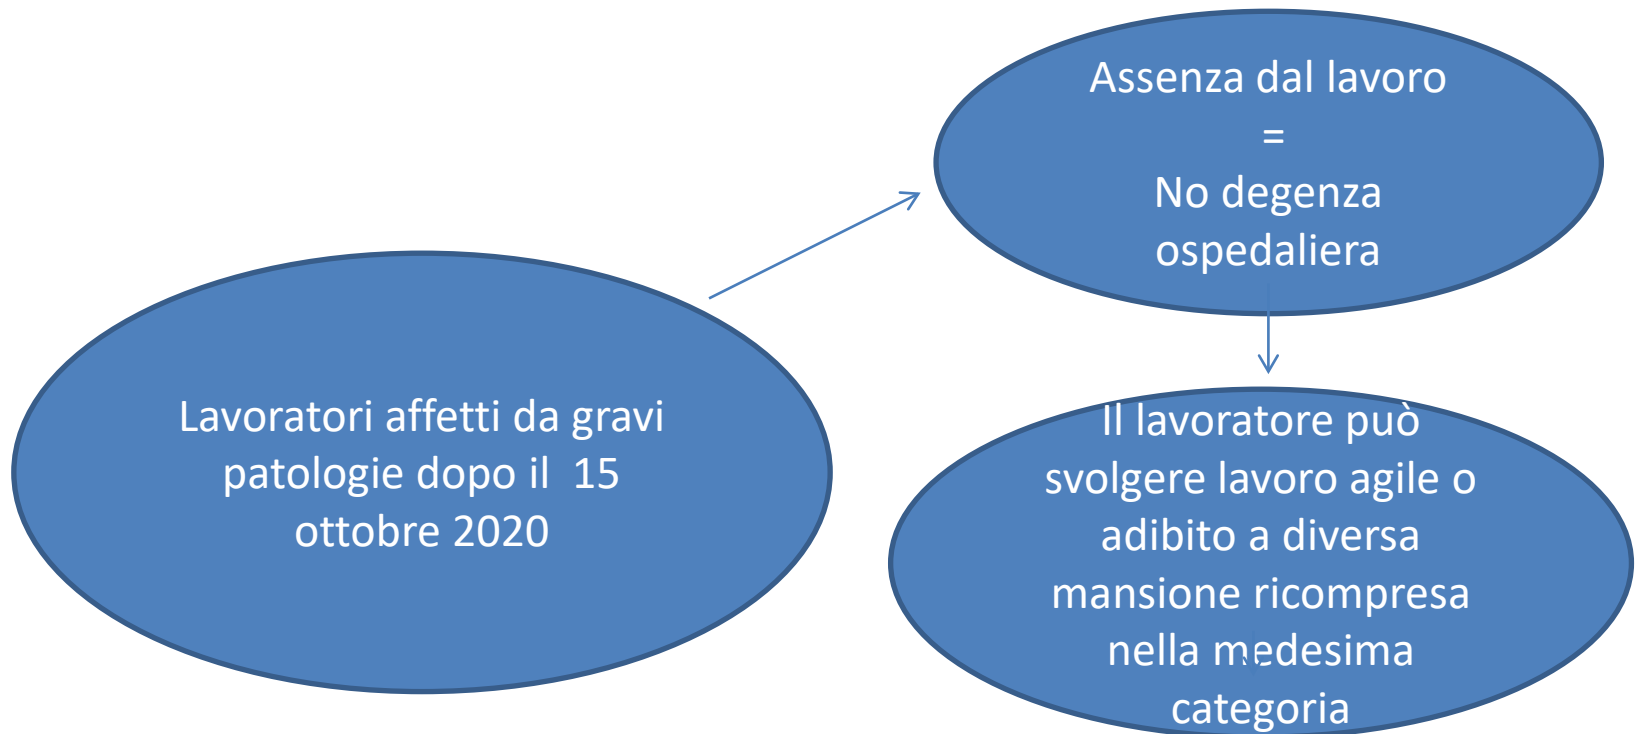 Assenza dal lavoro
=
No degenza
ospedaliera
Lavoratori affetti da gravi
patologie dopo il 15
ottobre 2020
Il lavoratore può
svolgere lavoro agile o
adibito a diversa
mansione ricompresa
nella medesima
categoria